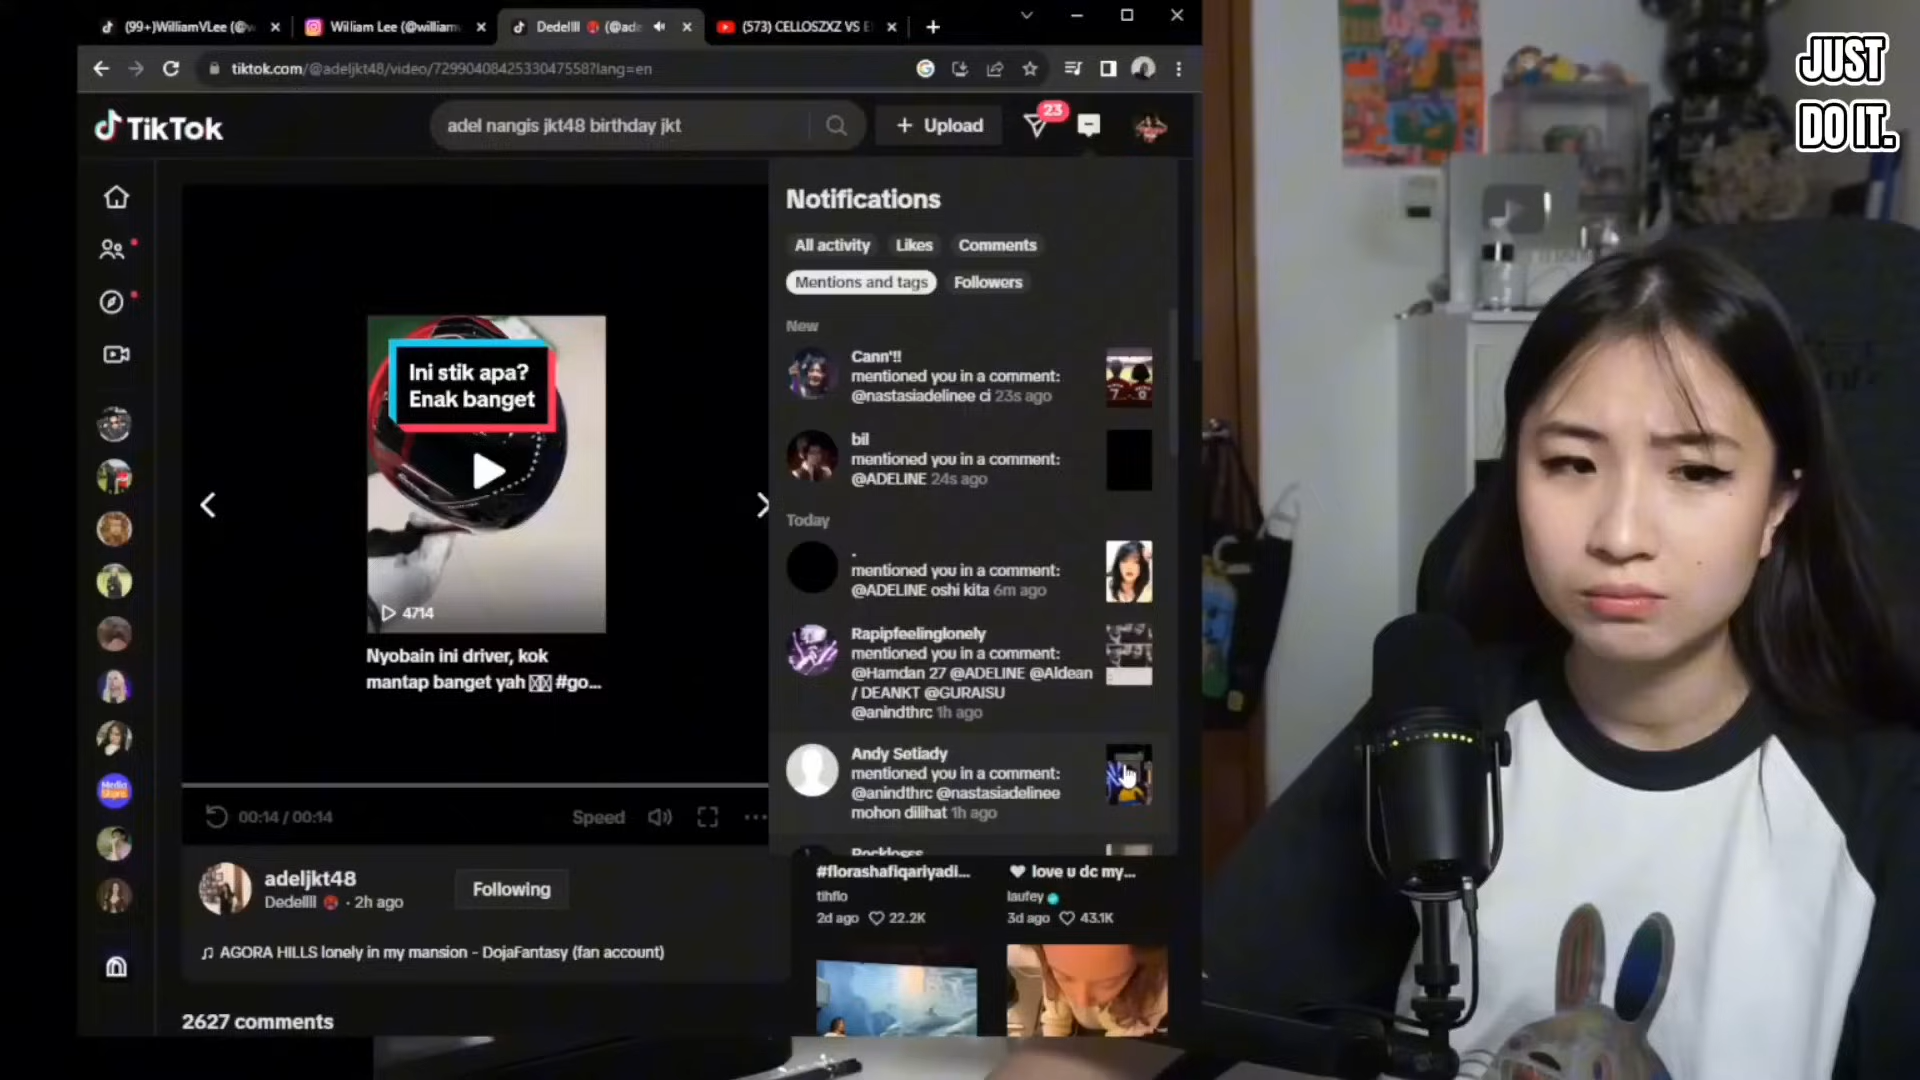 (99+)WilliamVLee (@w
William Lee (@william
Dedellll (@ade
(573) CELLOSZXZ VS E
tiktok.com/@adeljkt48/video/7299040842533047558?lang=en
JUST
DO IT.
TikTok
adel nangis jkt48 birthday jkt
+ Upload
23
Notifications
All activity
Likes
Comments
Mentions and tags
Followers
New
Cann'!!
mentioned you in a comment:
@nastasiadelinee ci 23s ago
bil
mentioned you in a comment:
@ADELINE 24s ago
Today
.
mentioned you in a comment:
@ADELINE oshi kita 6m ago
Rapipfeelinglonely
mentioned you in a comment:
@Hamdan 27 @ADELINE @Aldean
/ DEANKT @GURAISU
@anindthrc 1h ago
Andy Setiady
mentioned you in a comment:
@anindthrc @nastasiadelinee
mohon dilihat 1h ago
Ini stik apa?
Enak banget
4714
Nyobain ini driver, kok
mantap banget yah #go...
00:14 / 00:14
Speed
adeljkt48
Dedellll · 2h ago
Following
♫ AGORA HILLS lonely in my mansion - DojaFantasy (fan account)
2627 comments
#florashafiqariyadi...
tihflo
2d ago 22.2K
love u dc my...
laufey
3d ago 43.1K